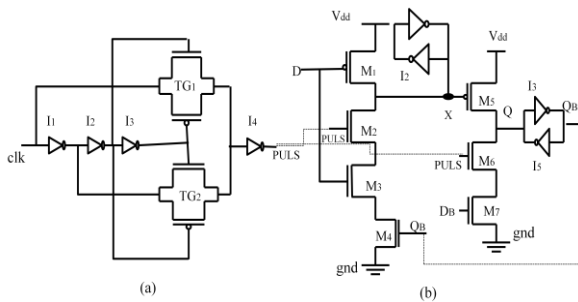 Vdd
Vdd
TG1
I2
D
M1
M5
I3
QB
X
Q
I1
I2
I3
I4
clk
PULS
PULS
M2
I5
PULS
M6
TG2
M3
DB
M7
M4
QB
gnd
gnd
(a)
(b)